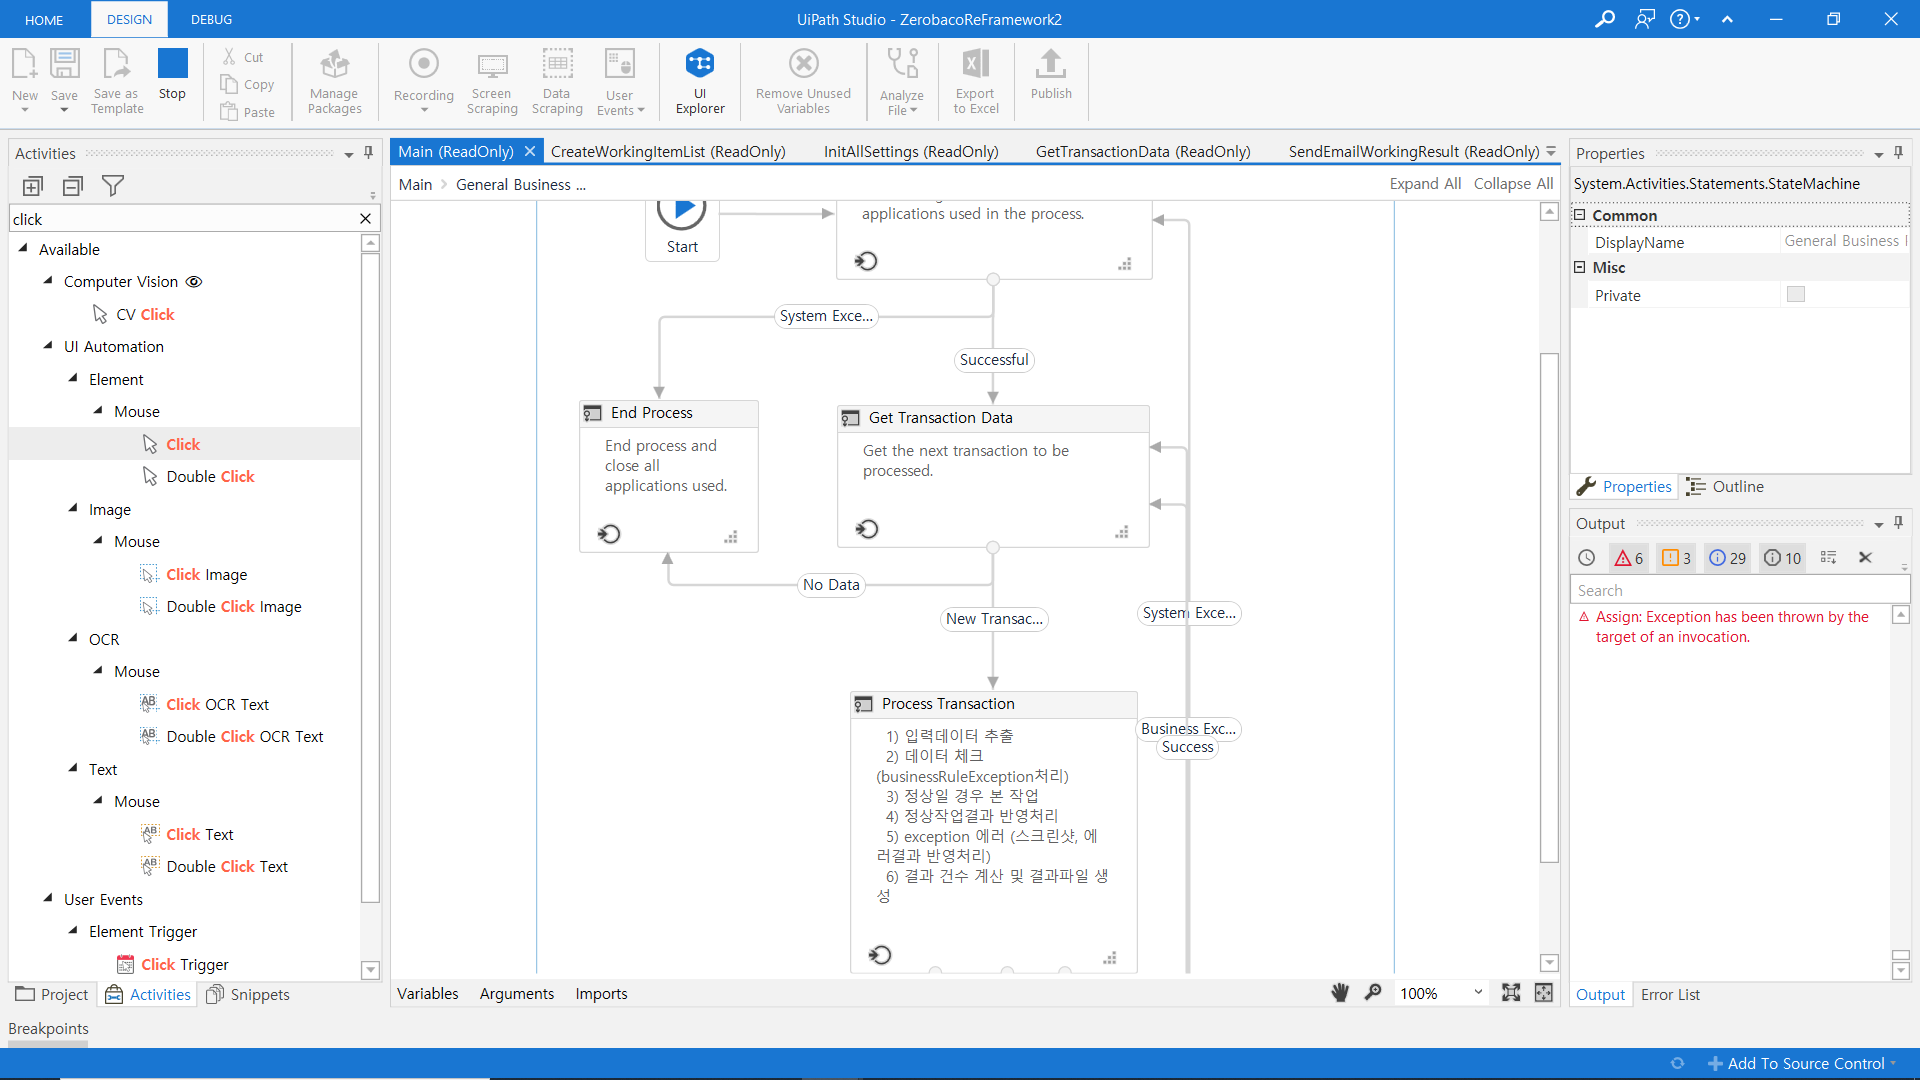 HOME
DESIGN
DEBUG
UiPath Studio - ZerobacoReFramework2
New
Save
Save as
Template
Stop
Cut
Copy
Paste
Manage
Packages
Recording
Screen
Scraping
Data
Scraping
User
Events
UI
Explorer
Remove Unused
Variables
Analyze
File
Export
to Excel
Publish
Activities
click
Available
Computer Vision
CV Click
UI Automation
Element
Mouse
Click
Double Click
Image
Mouse
Click Image
Double Click Image
OCR
Mouse
Click OCR Text
Double Click OCR Text
Text
Mouse
Click Text
Double Click Text
User Events
Element Trigger
Click Trigger
Project
Activities
Snippets
Breakpoints
Main (ReadOnly)
CreateWorkingItemList (ReadOnly)
InitAllSettings (ReadOnly)
GetTransactionData (ReadOnly)
SendEmailWorkingResult (ReadOnly)
Main
General Business ...
Expand All
Collapse All
applications used in the process.
Start
System Exce...
Successful
End Process
End process and
close all
applications used.
Get Transaction Data
Get the next transaction to be
processed.
No Data
New Transac...
System Exce...
Process Transaction
1) 입력데이터 추출
2) 데이터 체크
(businessRuleException처리)
3) 정상일 경우 본 작업
4) 정상작업결과 반영처리
5) exception 에러 (스크린샷, 에
러결과 반영처리)
6) 결과 건수 계산 및 결과파일 생
성
Business Exc...
Success
Variables
Arguments
Imports
100%
Properties
System.Activities.Statements.StateMachine
Common
DisplayName
General Business
Misc
Private
Properties
Outline
Output
6
3
29
10
Search
Assign: Exception has been thrown by the
target of an invocation.
Output
Error List
Add To Source Control